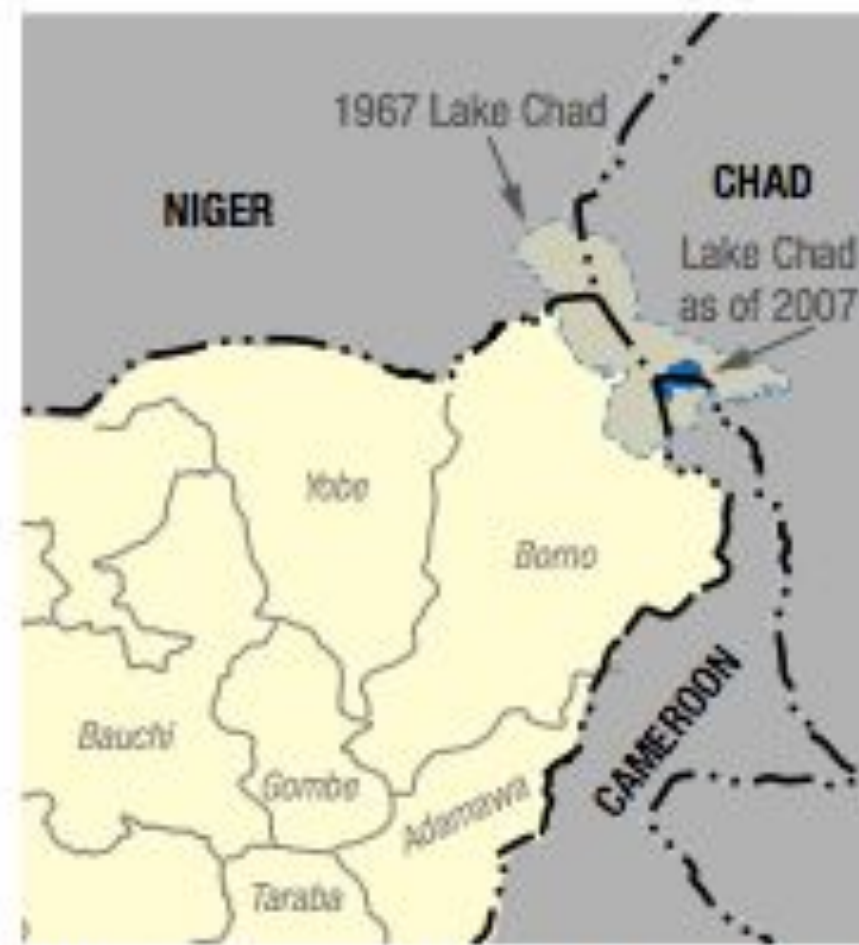 1967 Lake Chad
NIGER
CHAD
Lake Chad
as of 2007
Yobe
Borno
Bauchi
Gombe
Adamawa
CAMEROON
Taraba